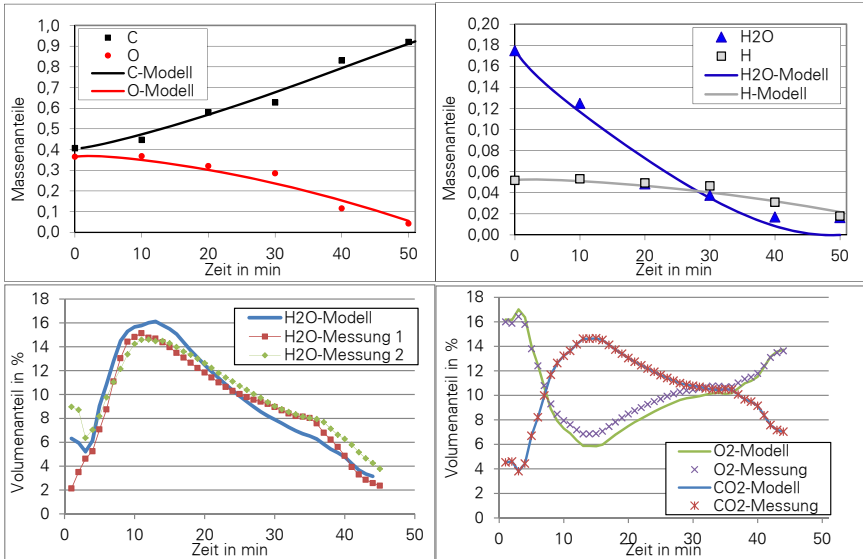 1,0
0,9
0,8
0,7
0,6
0,5
0,4
0,3
0,2
0,1
0,0
Massenanteile
C
O
C-Modell
O-Modell
0 10 20 30 40 50
Zeit in min
0,20
0,18
0,16
0,14
0,12
0,10
0,08
0,06
0,04
0,02
0,00
Massenanteile
H2O
H
H2O-Modell
H-Modell
0 10 20 30 40 50
Zeit in min
18
16
14
12
10
8
6
4
2
0
Volumenanteil in %
H2O-Modell
H2O-Messung 1
H2O-Messung 2
0 10 20 30 40 50
Zeit in min
18
16
14
12
10
8
6
4
2
0
Volumenanteil in %
O2-Modell
O2-Messung
CO2-Modell
CO2-Messung
0 10 20 30 40 50
Zeit in min